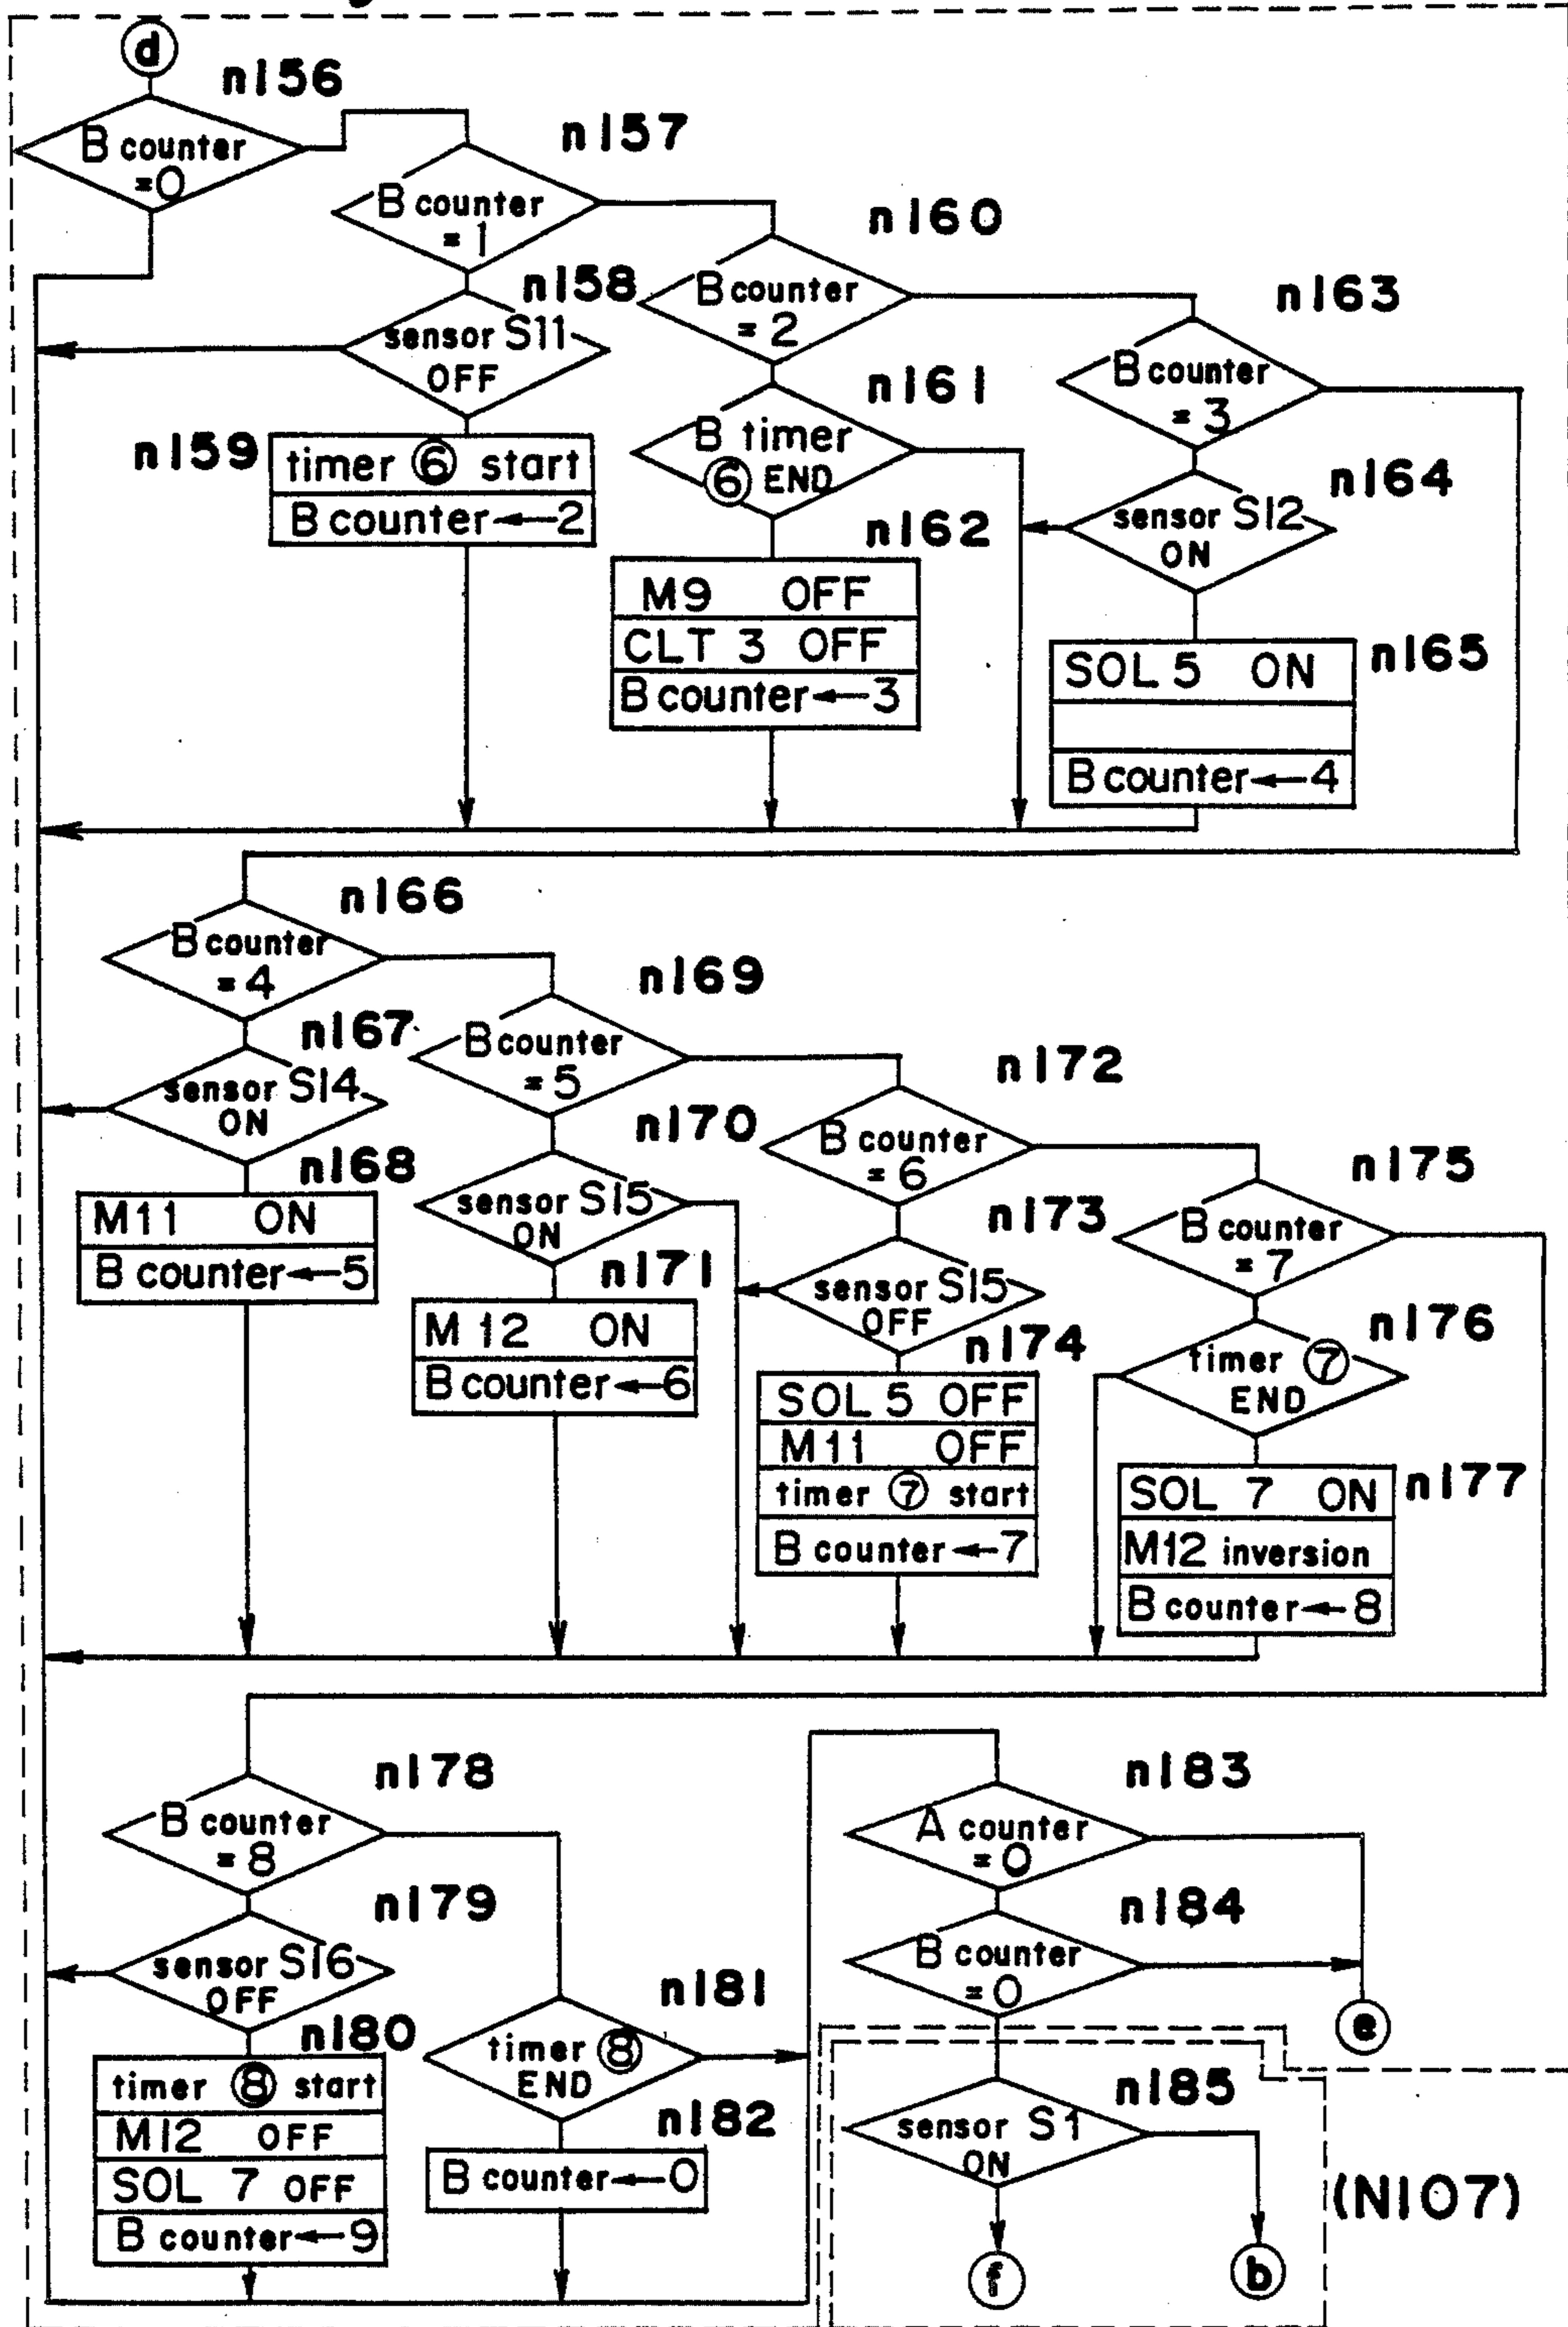 d
n156
B counter
=0
n157
B counter
= 1
n158
sensor S11
OFF
n159
timer ⑥ start
B counter←2
n160
B counter
= 2
n161
B timer
⑥ END
n162
M9 OFF
CLT 3 OFF
B counter←3
n163
B counter
= 3
n164
sensor S12
ON
n165
SOL 5 ON
B counter←4
n166
B counter
= 4
n167
sensor S14
ON
n168
M11 ON
B counter←5
n169
B counter
= 5
n170
sensor S15
ON
n171
M 12 ON
B counter←6
n172
B counter
= 6
n173
sensor S15
OFF
n174
SOL 5 OFF
M11 OFF
timer ⑦ start
B counter←7
n175
B counter
= 7
n176
timer ⑦
END
n177
SOL 7 ON
M12 inversion
B counter←8
n178
B counter
= 8
n179
sensor S16
OFF
n180
timer ⑧ start
M12 OFF
SOL 7 OFF
B counter←9
n181
timer ⑧
END
n182
B counter←0
n183
A counter
=0
n184
B counter
=0
e
n185
sensor S1
ON
(N107)
f
b